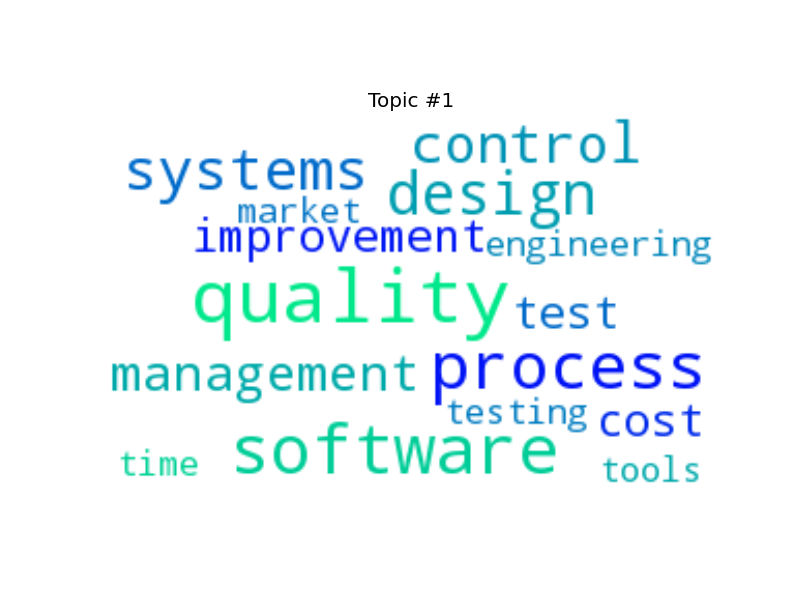 Topic #1
control
systems
design
market
improvement
engineering
quality
test
process
management
testing
cost
software
time
tools